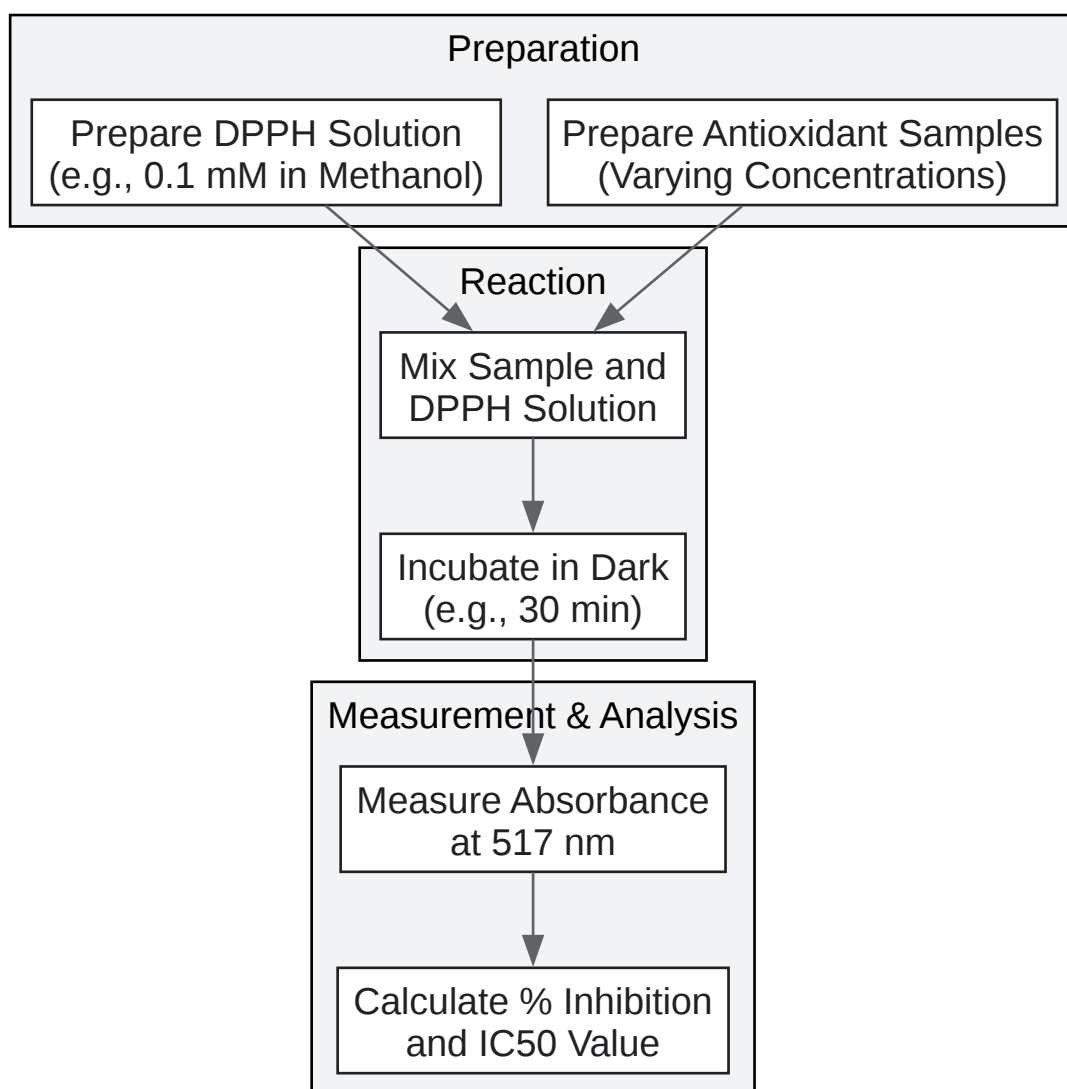 Preparation
Prepare DPPH Solution
(e.g., 0.1 mM in Methanol)
Prepare Antioxidant Samples
(Varying Concentrations)
Reaction
Mix Sample and
DPPH Solution
Incubate in Dark
(e.g., 30 min)
Measurement & Analysis
Measure Absorbance
at 517 nm
Calculate % Inhibition
and IC50 Value